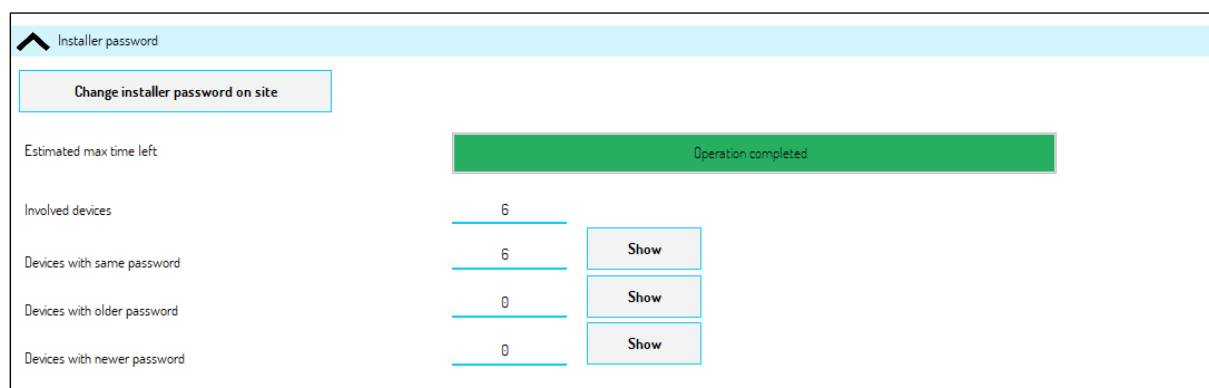 Installer password
Change installer password on site
Estimated max time left
Operation completed
Involved devices
6
Devices with same password
6
Show
Devices with older password
0
Show
Devices with newer password
0
Show